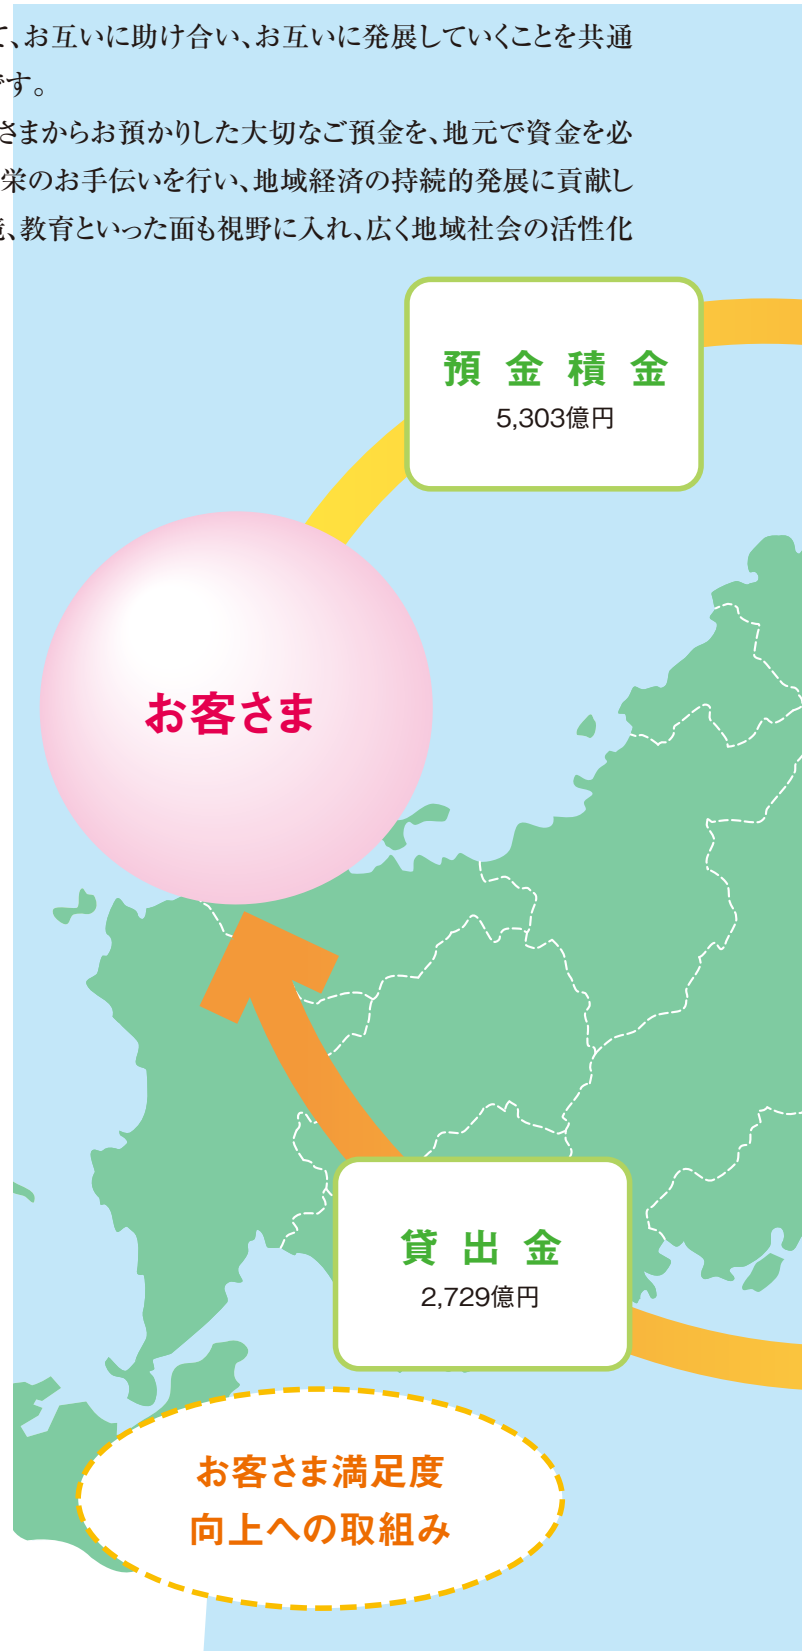 て、お互いに助け合い、お互いに発展していくことを共通
です。
さまからお預かりした大切なご預金を、地元で資金を必
栄のお手伝いを行い、地域経済の持続的発展に貢献し
、教育といった面も視野に入れ、広く地域社会の活性化
預金積金
5,303億円
お客さま
貸出金
2,729億円
お客さま満足度
向上への取組み